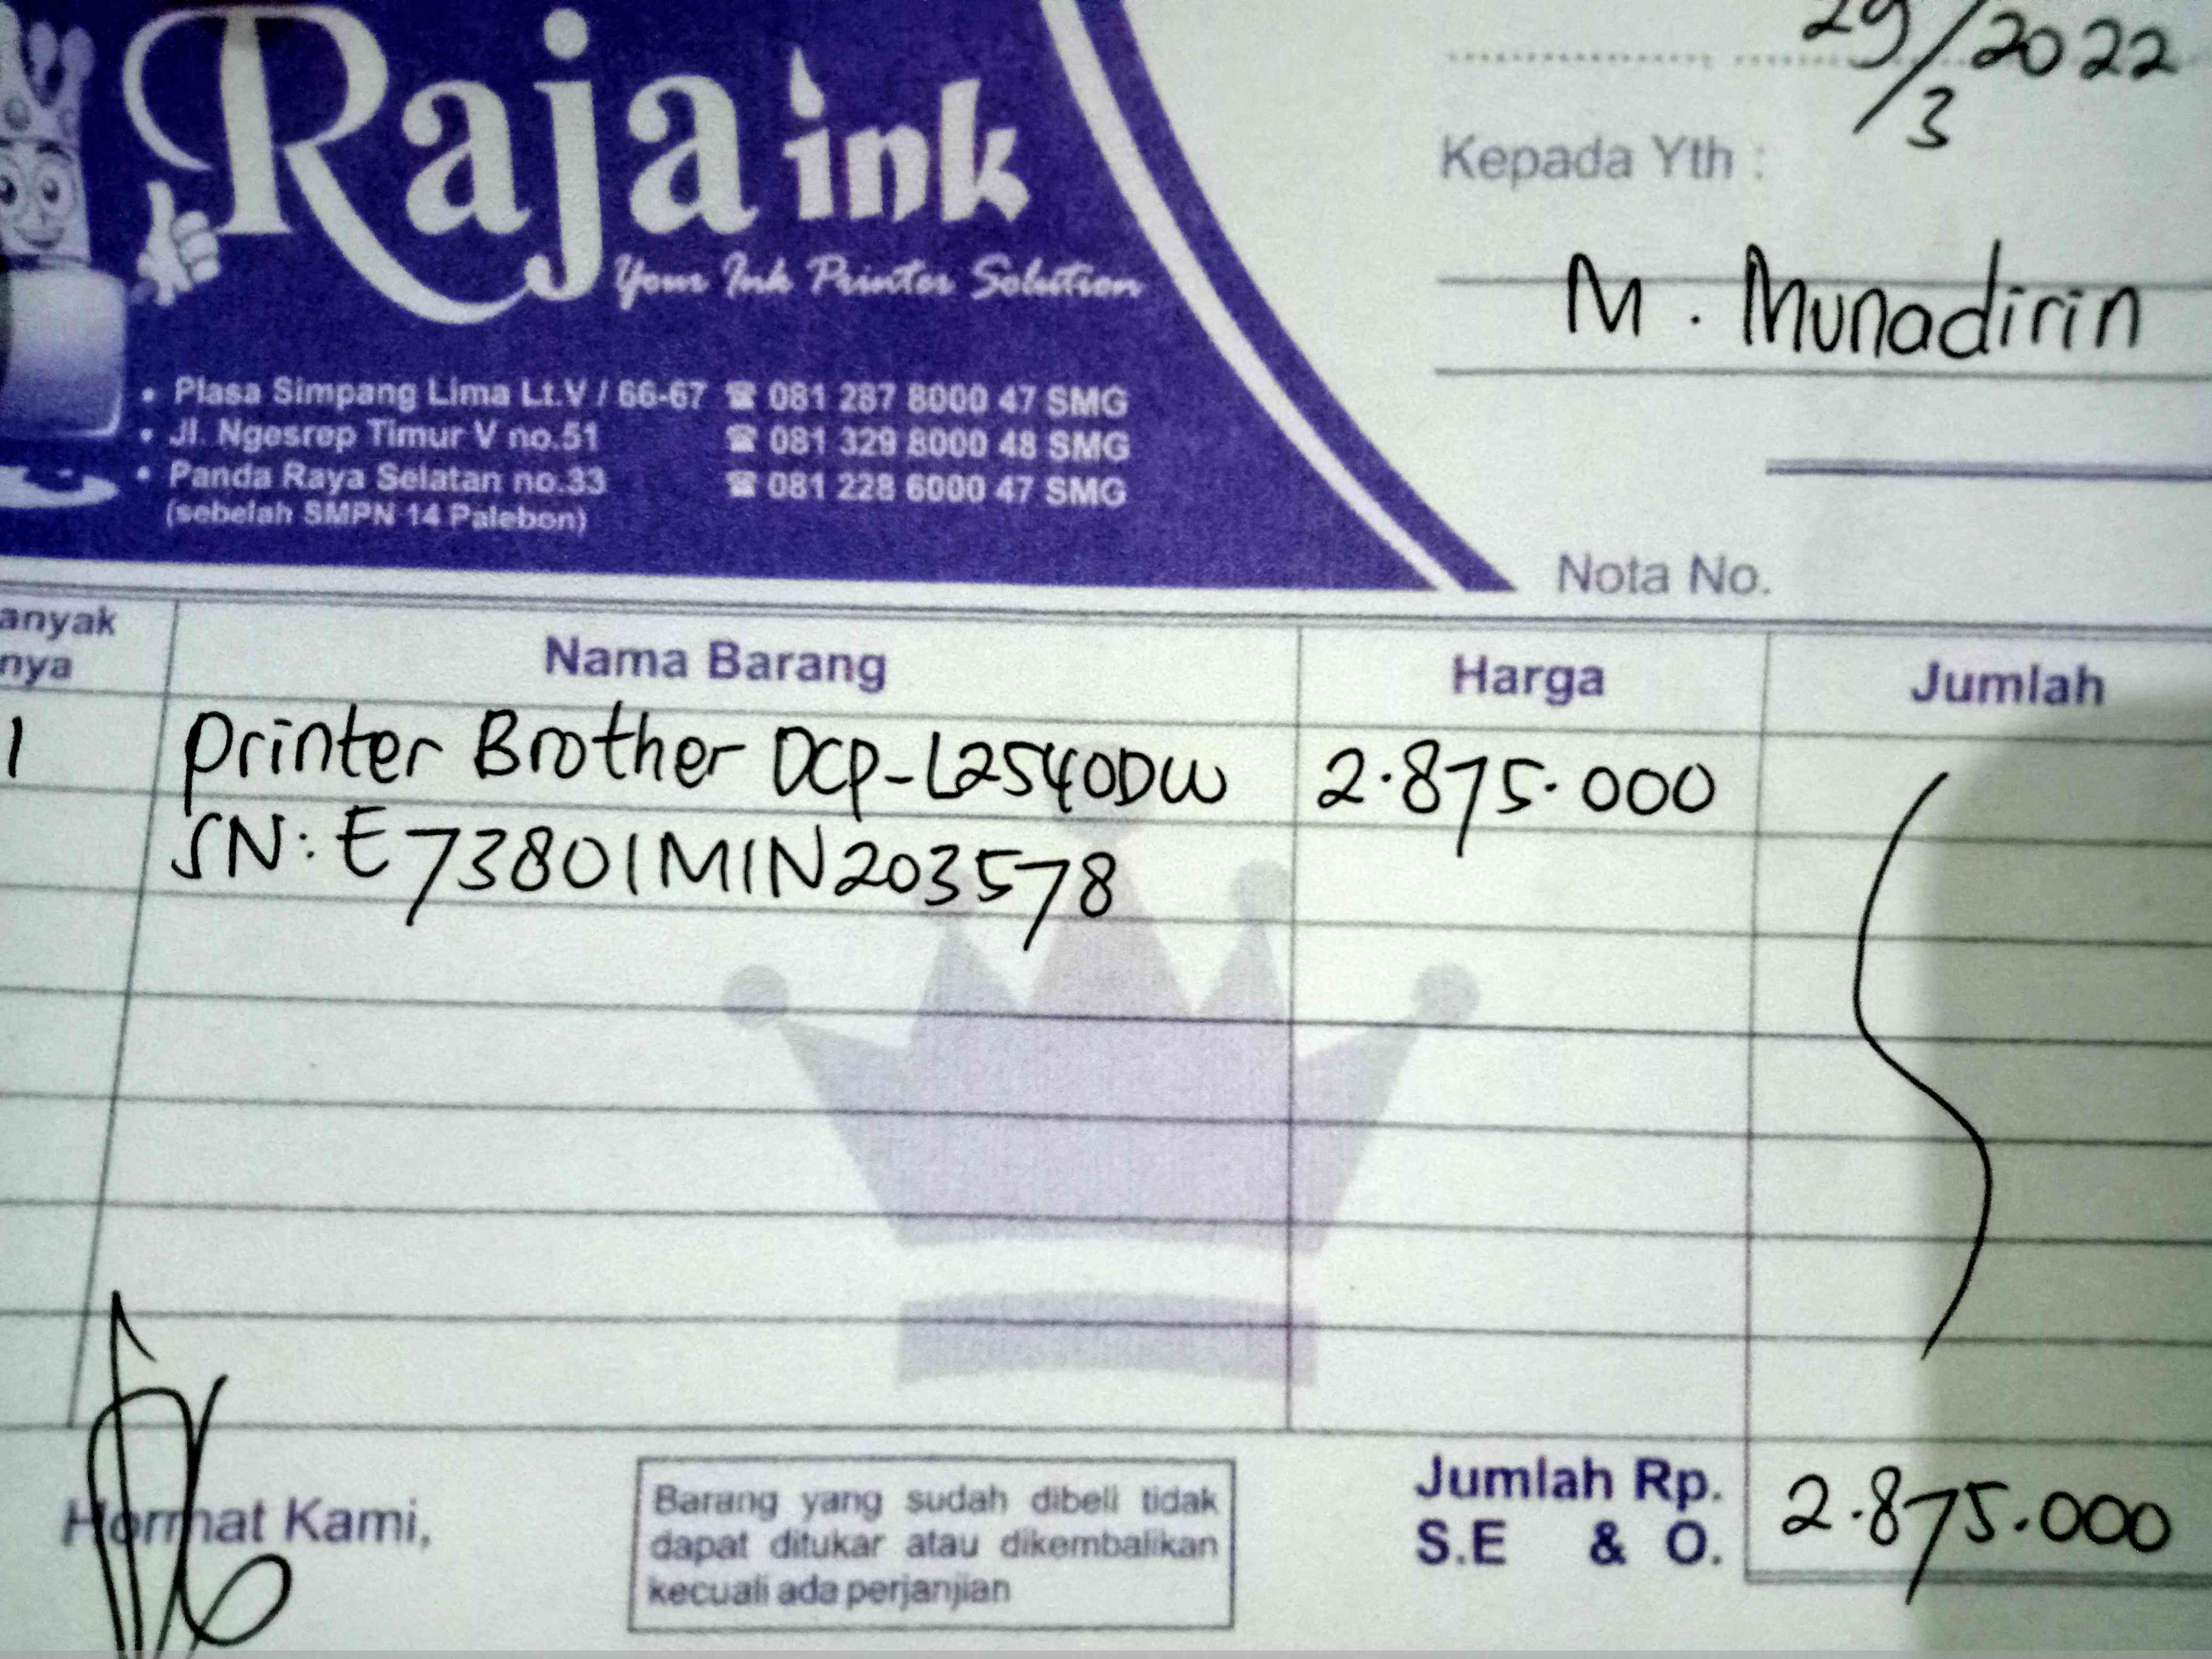 Raja ink
Your Ink Printer Solution
• Plasa Simpang Lima Lt.V / 66-67 ☎ 081 287 8000 47 SMG
• Jl. Ngesrep Timur V no.51 ☎ 081 329 8000 48 SMG
• Panda Raya Selatan no.33 ☎ 081 228 6000 47 SMG
(sebelah SMPN 14 Palebon)
29/3 2022
Kepada Yth :
M. Munadirin
Nota No.
anyak
nya
Nama Barang
Harga
Jumlah
1 Printer Brother DCP-L2540DW 2.875.000
SN: E73801M1N203578
Hormat Kami,
Barang yang sudah dibeli tidak
dapat ditukar atau dikembalikan
kecuali ada perjanjian
Jumlah Rp. 2.875.000
S.E & O.